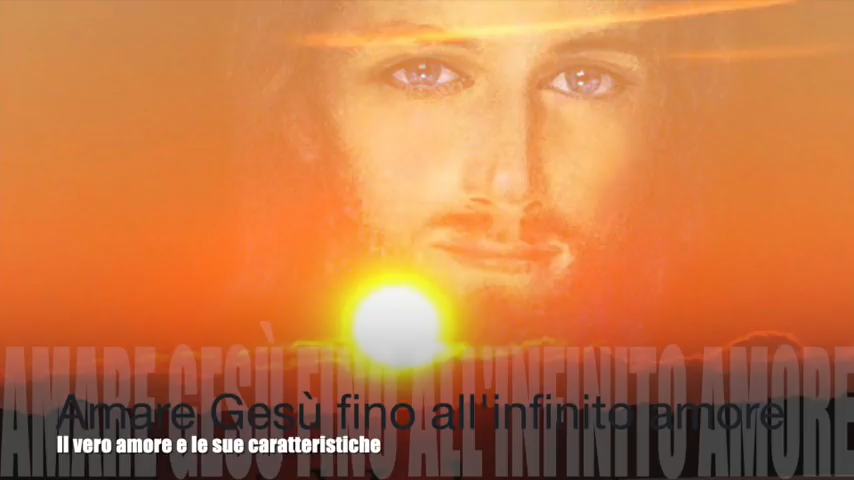 AMARE GESÙ FINO ALL'INFINITO AMORE
Amare Gesù fino all'infinito amore
Il vero amore e le sue caratteristiche